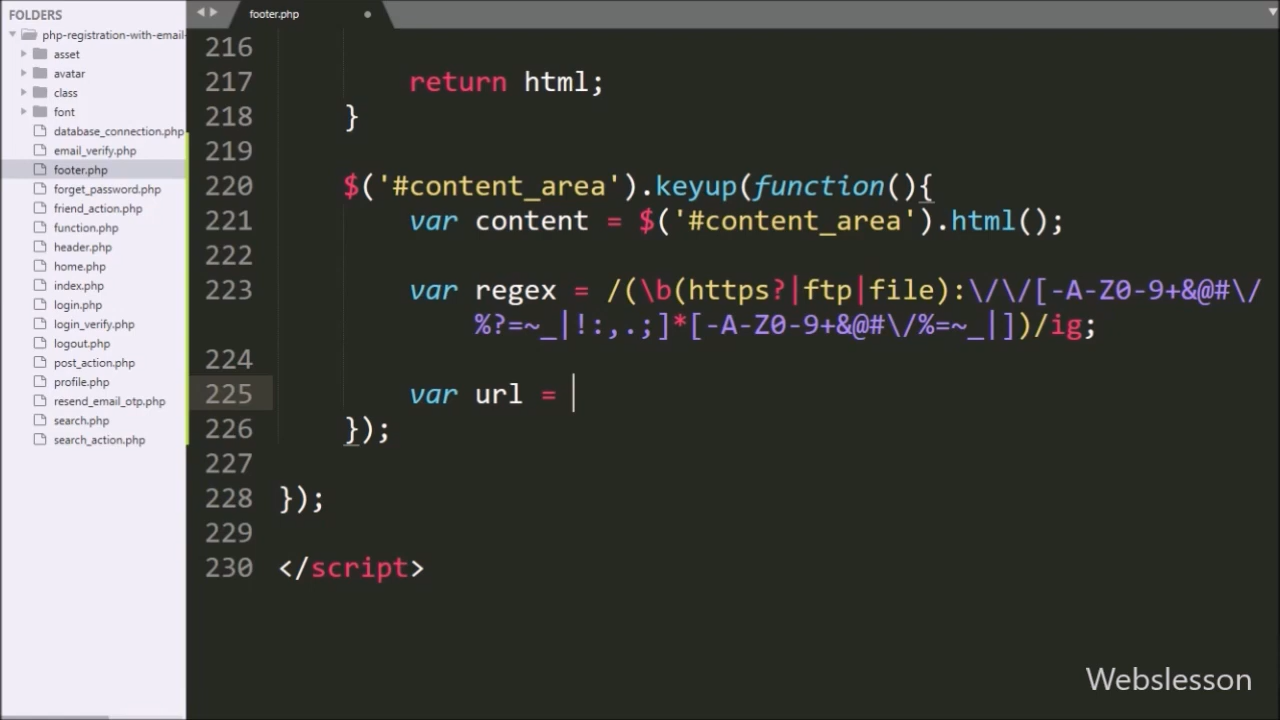 FOLDERS
php-registration-with-email-
asset
avatar
class
font
database_connection.php
email_verify.php
footer.php
forget_password.php
friend_action.php
function.php
header.php
home.php
index.php
login.php
login_verify.php
logout.php
post_action.php
profile.php
resend_email_otp.php
search.php
search_action.php
footer.php
216
217 return html;
218 }
219
220 $('#content_area').keyup(function(){
221 var content = $('#content_area').html();
222
223 var regex = /(\b(https?|ftp|file):\/\/[-A-Z0-9+&@#\/
%?=~_|!:,.;]*[-A-Z0-9+&@#\/%=~_|])/ig;
224
225 var url =
226 });
227
228 });
229
230 </script>
Webslesson